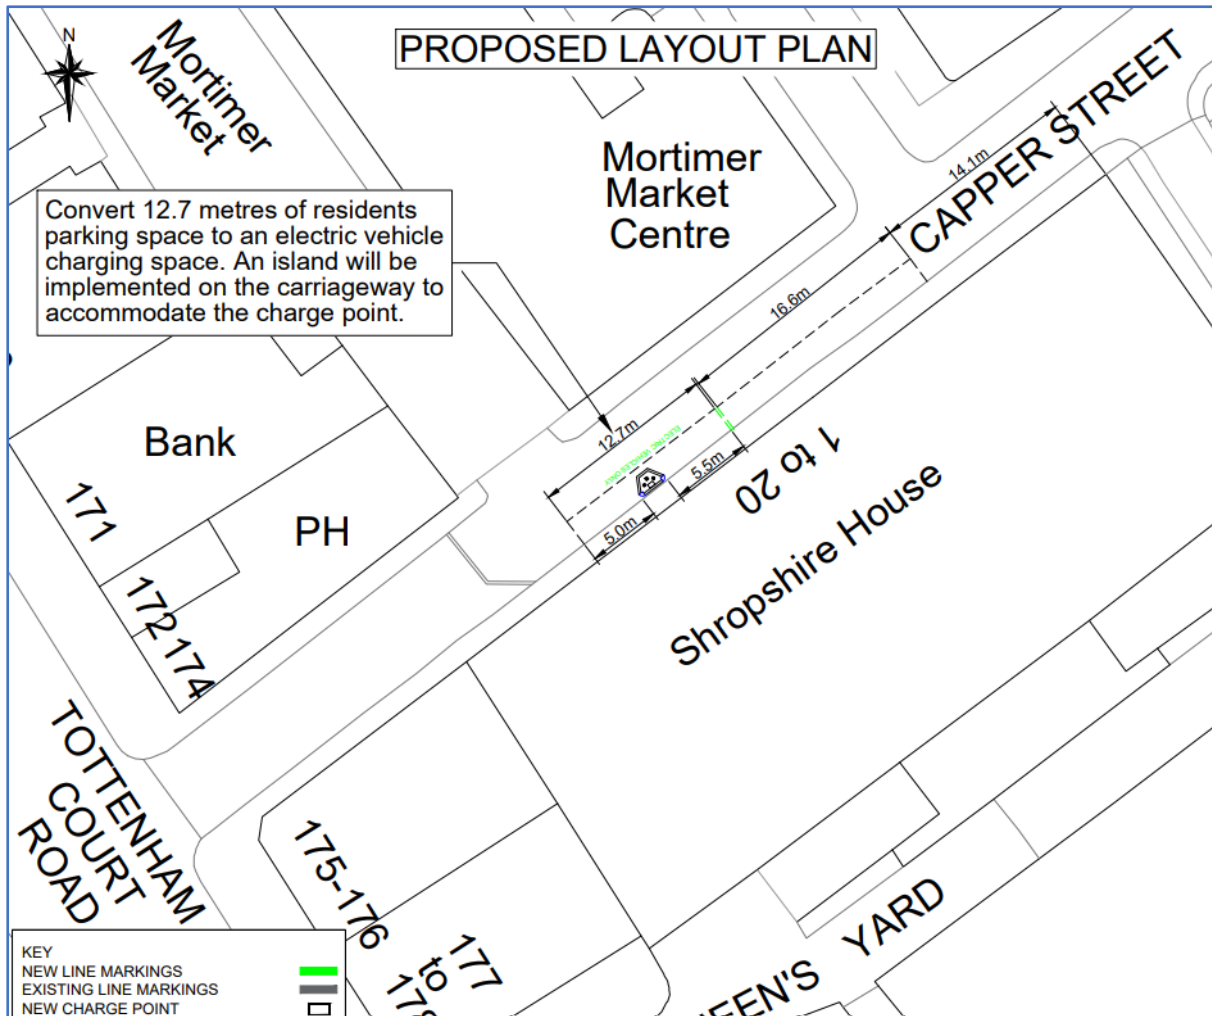 N
PROPOSED LAYOUT PLAN
Mortimer
Market
CAPPER STREET
14.1m
Mortimer
Market
Centre
Convert 12.7 metres of residents
parking space to an electric vehicle
charging space. An island will be
implemented on the carriageway to
accommodate the charge point.
16.6m
12.7m
ELECTRIC VEHICLES ONLY
5.5m
5.0m
1 to 20
Shropshire House
Bank
171
PH
172
174
TOTTENHAM
COURT
ROAD
175-176
177
to
YARD
KEY
NEW LINE MARKINGS
EXISTING LINE MARKINGS
NEW CHARGE POINT